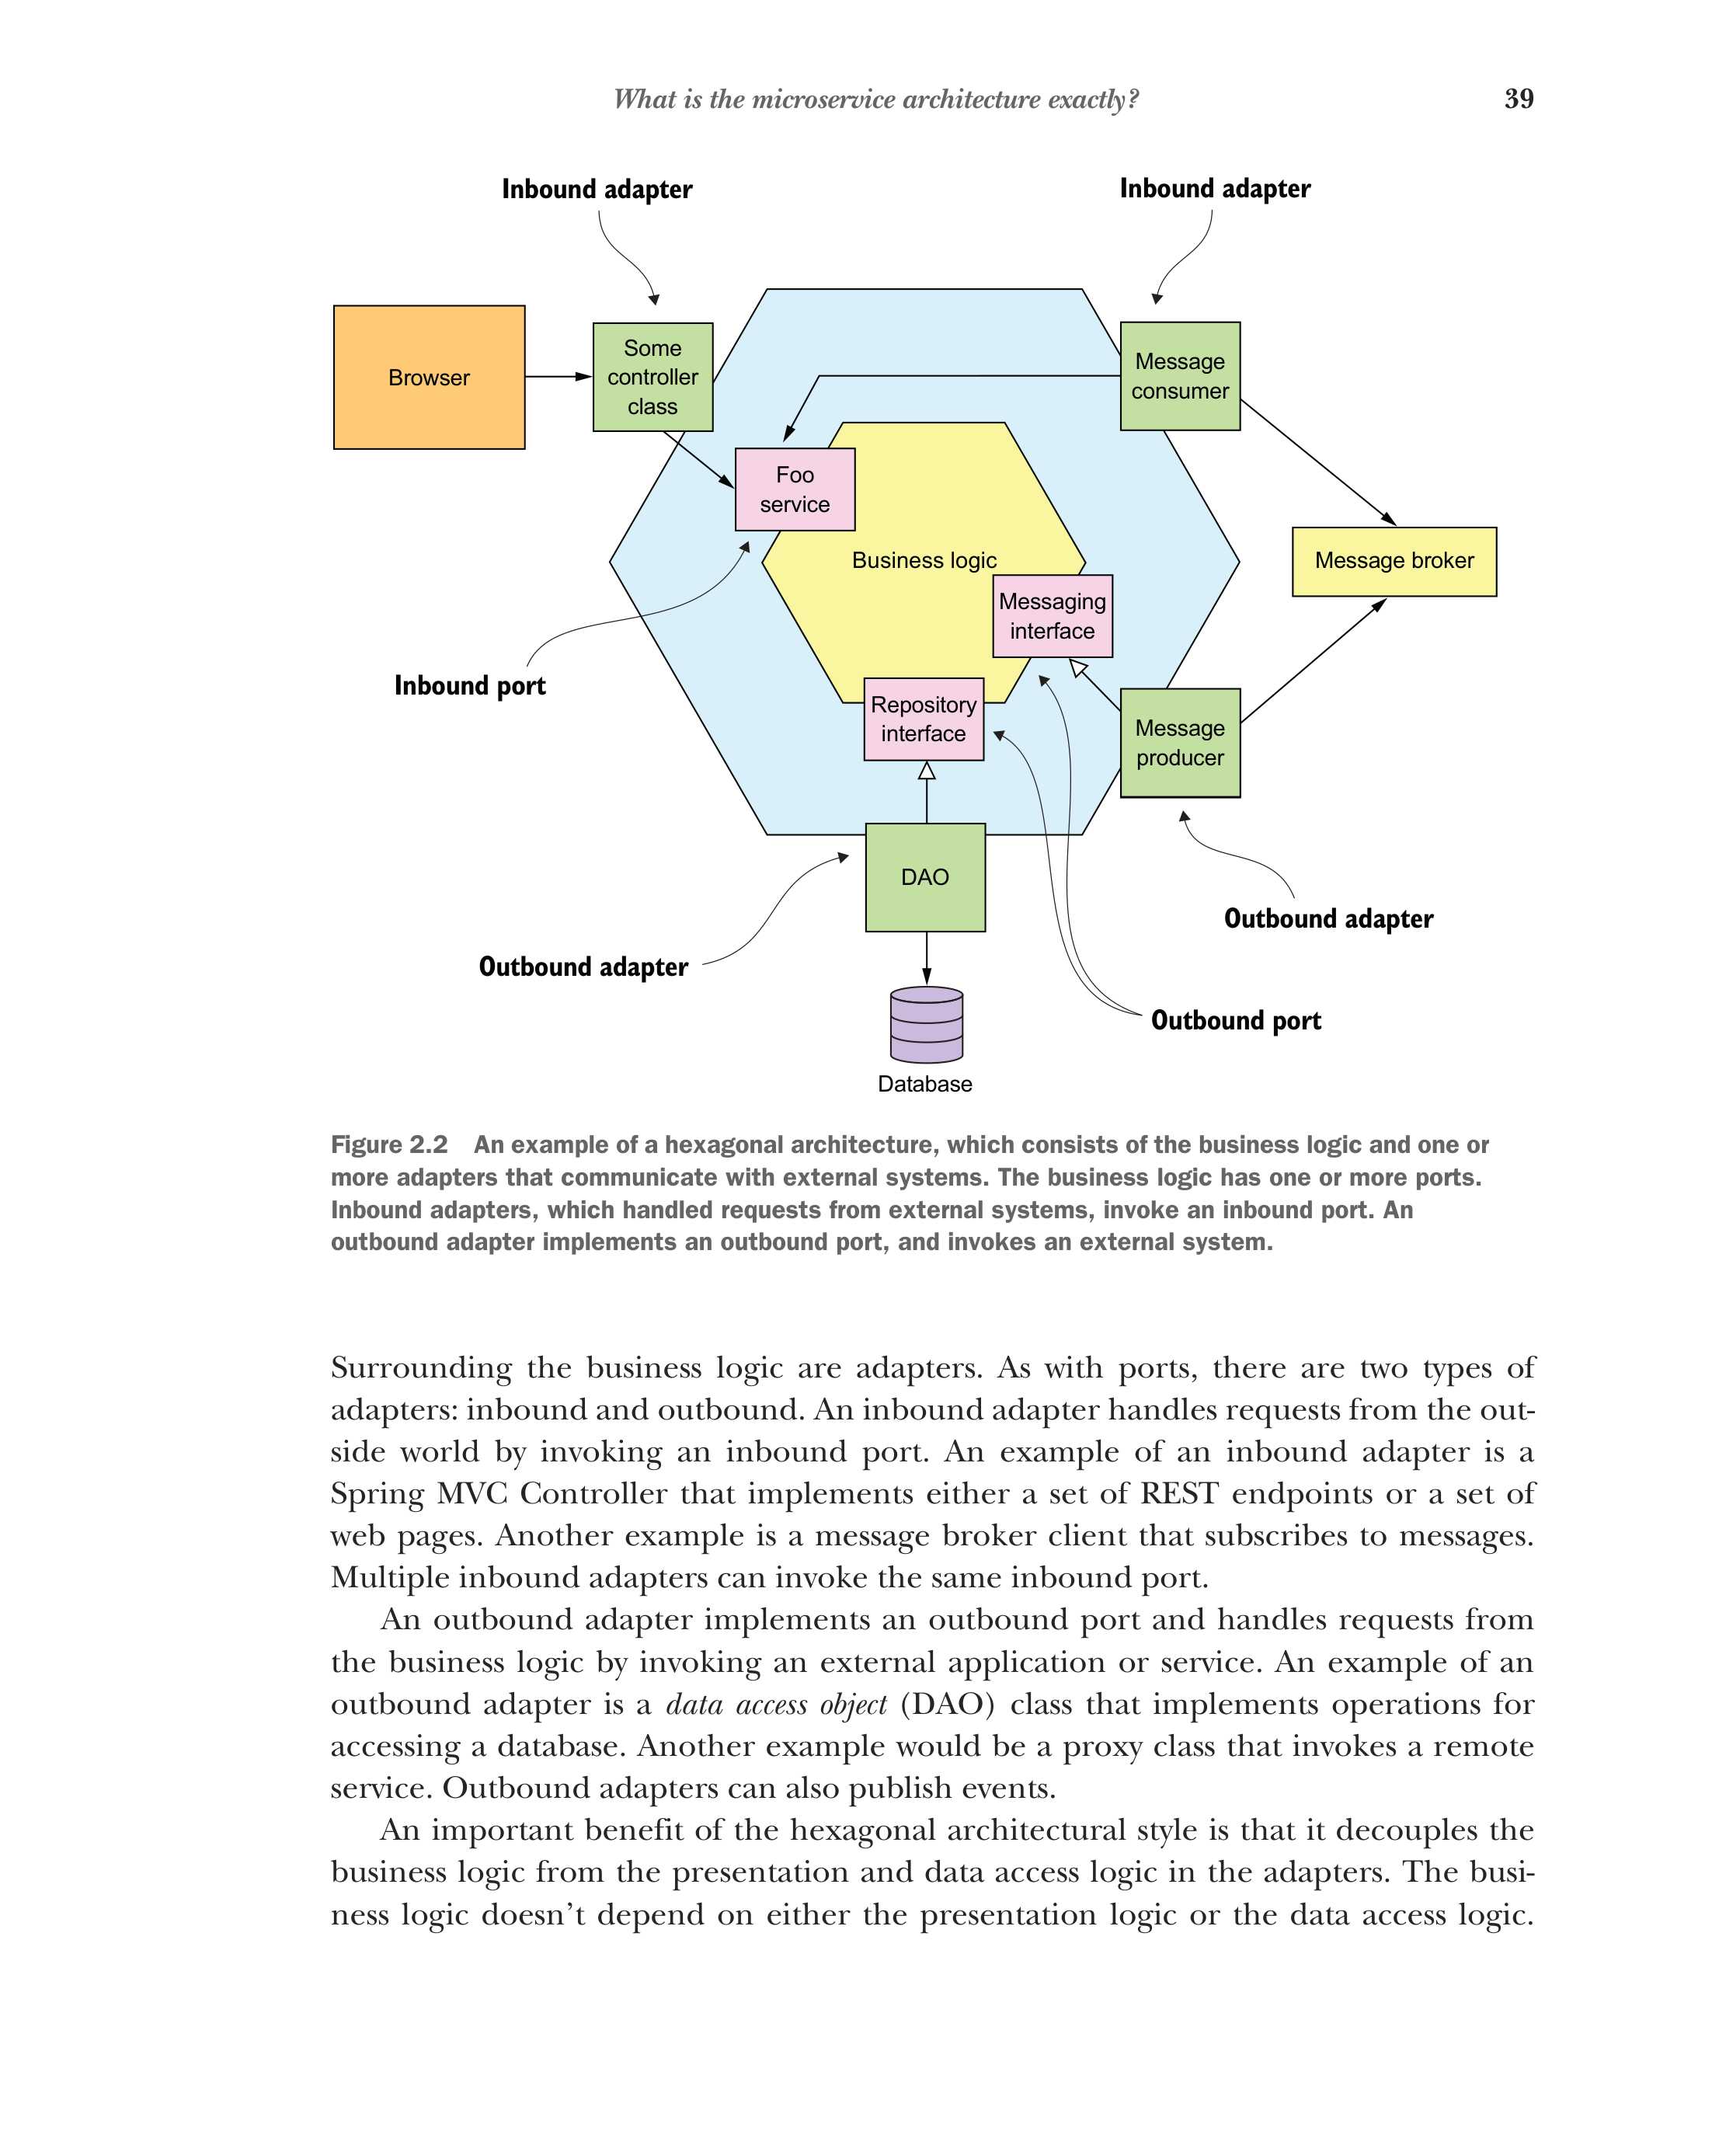 What is the microservice architecture exactly?
39
Inbound adapter
Inbound adapter
Browser
Some
controller
class
Message
consumer
Foo
service
Business logic
Message broker
Messaging
interface
Inbound port
Repository
interface
Message
producer
DAO
Outbound adapter
Outbound adapter
Outbound port
Database
Figure 2.2 An example of a hexagonal architecture, which consists of the business logic and one or
more adapters that communicate with external systems. The business logic has one or more ports.
Inbound adapters, which handled requests from external systems, invoke an inbound port. An
outbound adapter implements an outbound port, and invokes an external system.
Surrounding the business logic are adapters. As with ports, there are two types of
adapters: inbound and outbound. An inbound adapter handles requests from the out-
side world by invoking an inbound port. An example of an inbound adapter is a
Spring MVC Controller that implements either a set of REST endpoints or a set of
web pages. Another example is a message broker client that subscribes to messages.
Multiple inbound adapters can invoke the same inbound port.
An outbound adapter implements an outbound port and handles requests from
the business logic by invoking an external application or service. An example of an
outbound adapter is a data access object (DAO) class that implements operations for
accessing a database. Another example would be a proxy class that invokes a remote
service. Outbound adapters can also publish events.
An important benefit of the hexagonal architectural style is that it decouples the
business logic from the presentation and data access logic in the adapters. The busi-
ness logic doesn't depend on either the presentation logic or the data access logic.